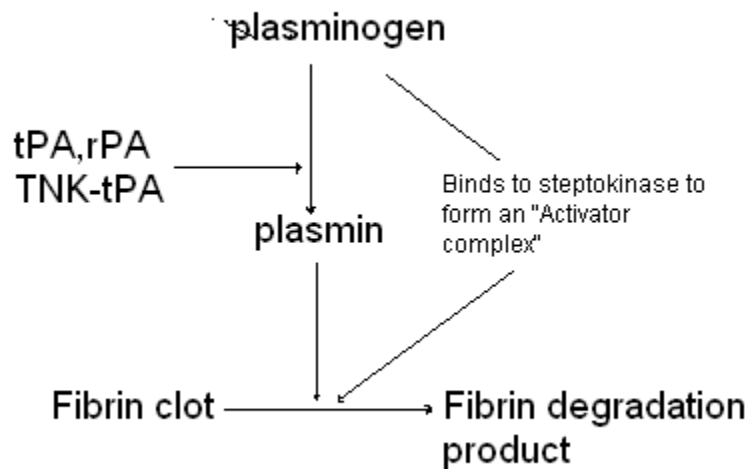 plasminogen
tPA,rPA
TNK-tPA
Binds to steptokinase to
form an "Activator
complex"
plasmin
Fibrin clot
Fibrin degradation
product